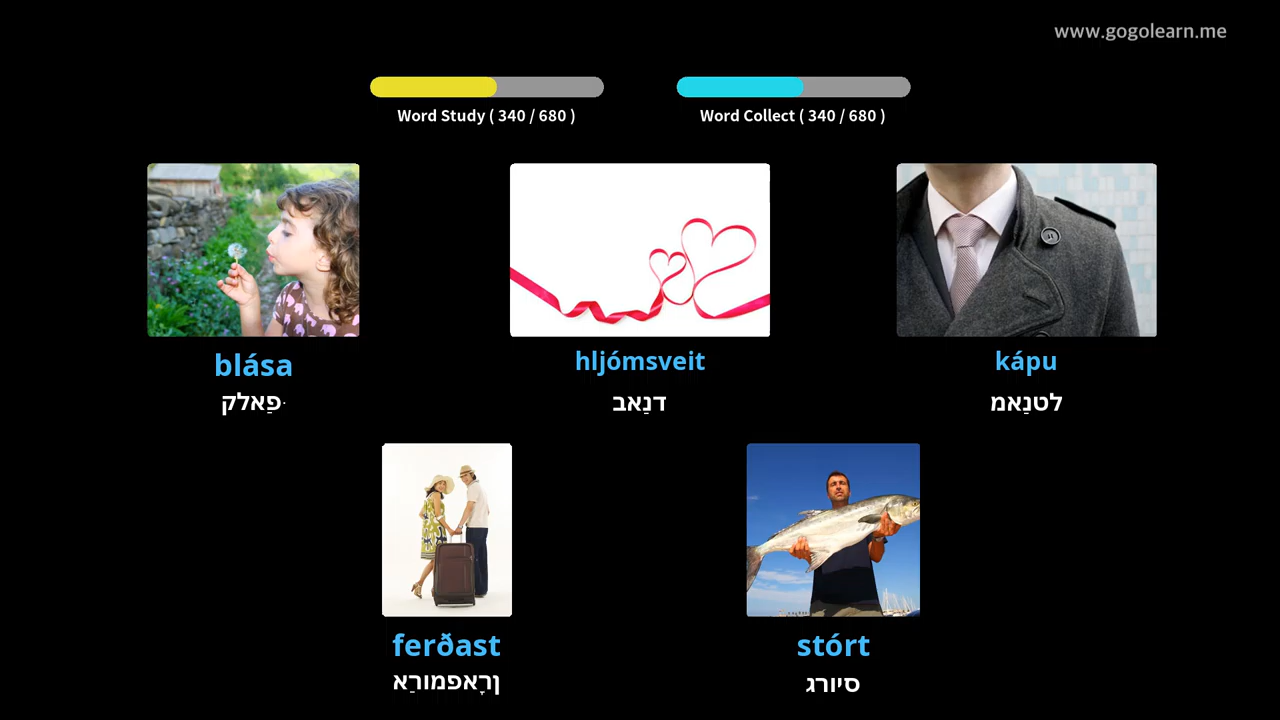 www.gogolearn.me
Word Study ( 340 / 680 )
Word Collect ( 340 / 680 )
blása
hljómsveit
kápu
ּפַאלק
דנַאב
לטנַאמ
ferðast
stórt
ןרָאפמורַא
סיורג